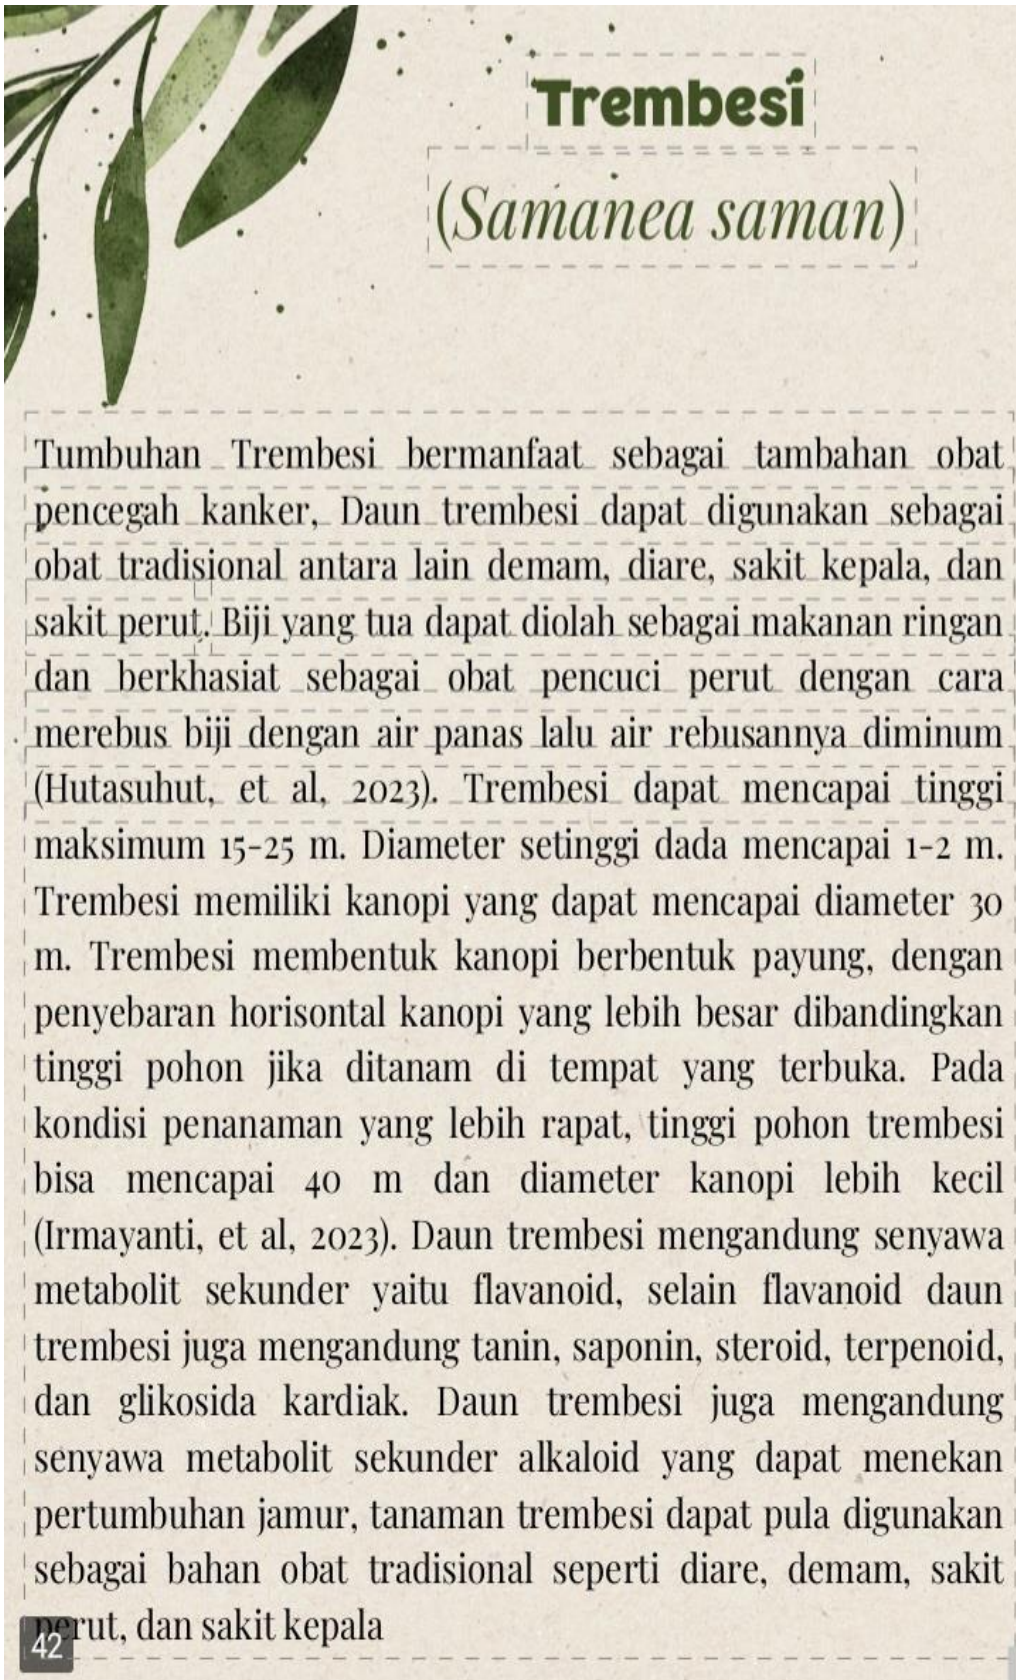 Trembesi
(Samanea saman)
Tumbuhan Trembesi bermanfaat sebagai tambahan obat
pencegah kanker, Daun trembesi dapat digunakan sebagai
obat tradisional antara lain demam, diare, sakit kepala, dan
sakit perut. Biji yang tua dapat diolah sebagai makanan ringan
dan berkhasiat sebagai obat pencuci perut dengan cara
merebus biji dengan air panas lalu air rebusannya diminum
(Hutasuhut, et al, 2023). Trembesi dapat mencapai tinggi
maksimum 15-25 m. Diameter setinggi dada mencapai 1-2 m.
Trembesi memiliki kanopi yang dapat mencapai diameter 30
m. Trembesi membentuk kanopi berbentuk payung, dengan
penyebaran horisontal kanopi yang lebih besar dibandingkan
tinggi pohon jika ditanam di tempat yang terbuka. Pada
kondisi penanaman yang lebih rapat, tinggi pohon trembesi
bisa mencapai 40 m dan diameter kanopi lebih kecil
(Irmayanti, et al, 2023). Daun trembesi mengandung senyawa
metabolit sekunder yaitu flavanoid, selain flavanoid daun
trembesi juga mengandung tanin, saponin, steroid, terpenoid,
dan glikosida kardiak. Daun trembesi juga mengandung
senyawa metabolit sekunder alkaloid yang dapat menekan
pertumbuhan jamur, tanaman trembesi dapat pula digunakan
sebagai bahan obat tradisional seperti diare, demam, sakit
perut, dan sakit kepala
42